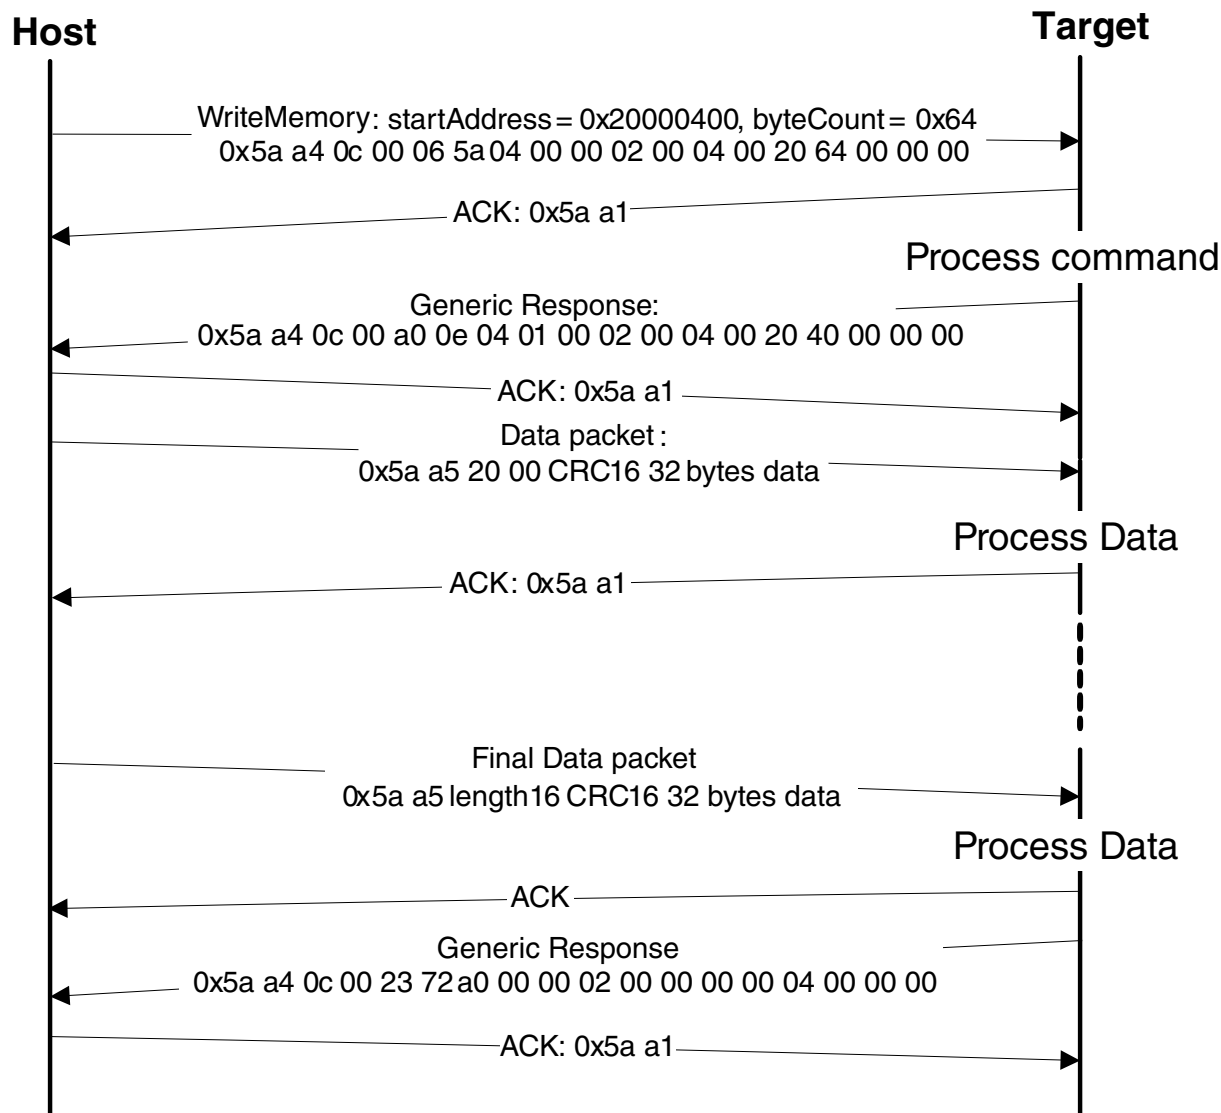 Host
Target
WriteMemory: startAddress = 0x20000400, byteCount = 0x64
0x5a a4 0c 00 06 5a 04 00 00 02 00 04 00 20 64 00 00 00
ACK: 0x5a a1
Process command
Generic Response:
0x5a a4 0c 00 a0 0e 04 01 00 02 00 04 00 20 40 00 00 00
ACK: 0x5a a1
Data packet:
0x5a a5 20 00 CRC16 32 bytes data
Process Data
ACK: 0x5a a1
Final Data packet
0x5a a5 length16 CRC16 32 bytes data
Process Data
ACK
Generic Response
0x5a a4 0c 00 23 72 a0 00 00 02 00 00 00 00 04 00 00 00
ACK: 0x5a a1